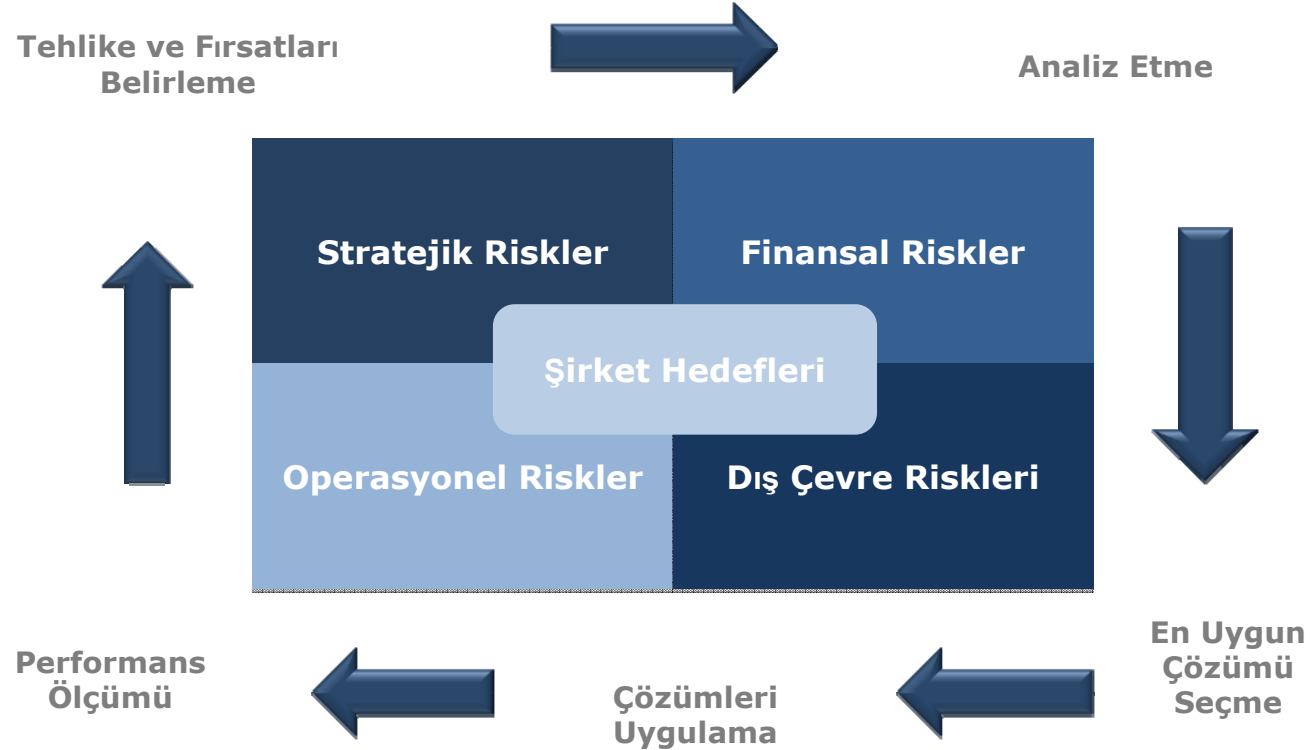 Tehlike ve Fırsatları
Belirleme
Analiz Etme
Stratejik Riskler
Finansal Riskler
Şirket Hedefleri
Operasyonel Riskler
Dış Çevre Riskleri
En Uygun
Çözümü
Seçme
Çözümleri
Uygulama
Performans
Ölçümü